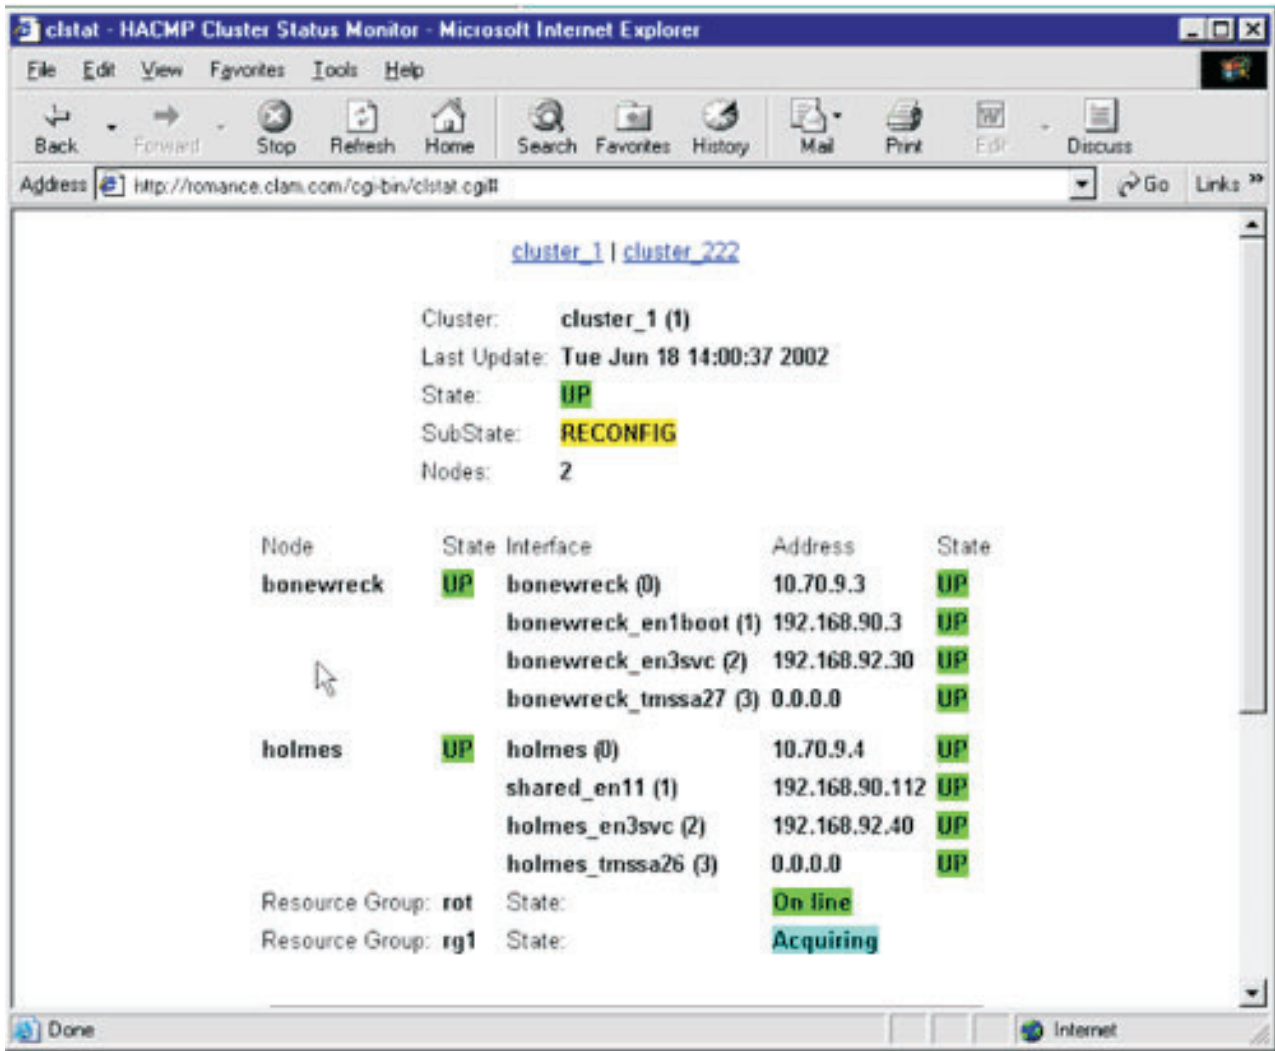 clstat - HACMP Cluster Status Monitor - Microsoft Internet Explorer
File Edit View Favorites Tools Help
Back Forward Stop Refresh Home Search Favorites History Mail Print Edit Discuss
Address http://romance.clam.com/cgi-bin/clstat.cgi# Go Links »
cluster_1 | cluster_222
Cluster: cluster_1 (1)
Last Update: Tue Jun 18 14:00:37 2002
State: UP
SubState: RECONFIG
Nodes: 2
Node State Interface Address State
bonewreck UP bonewreck (0) 10.70.9.3 UP
bonewreck_en1boot (1) 192.168.90.3 UP
bonewreck_en3svc (2) 192.168.92.30 UP
bonewreck_tmssa27 (3) 0.0.0.0 UP
holmes UP holmes (0) 10.70.9.4 UP
shared_en11 (1) 192.168.90.112 UP
holmes_en3svc (2) 192.168.92.40 UP
holmes_tmssa26 (3) 0.0.0.0 UP
Resource Group: rot State: On line
Resource Group: rg1 State: Acquiring
Done Internet